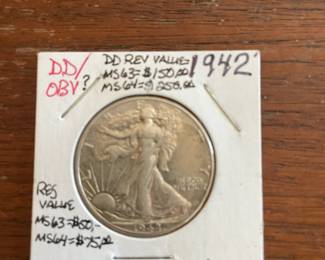 DD/
OBV?
DD REV VALUE-
MS63=$150.00
MS64=$250.00
1942
REG
VALUE
MS63=$50.-
MS64=$75.00
1942